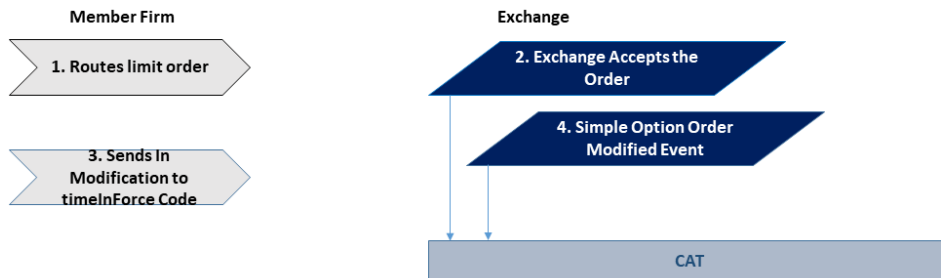 Member Firm
Exchange
1. Routes limit order
2. Exchange Accepts the
Order
3. Sends In
Modification to
timeInForce Code
4. Simple Option Order
Modified Event
CAT